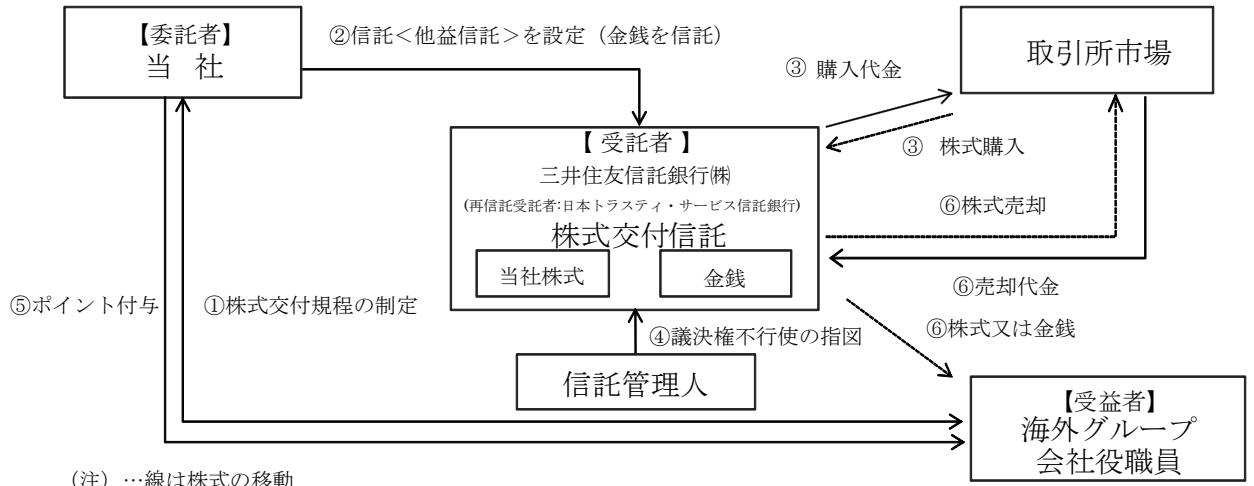 【委託者】
当 社
②信託＜他益信託＞を設定（金銭を信託）
③ 購入代金
取引所市場
【 受託者 】
三井住友信託銀行㈱
(再信託受託者:日本トラスティ・サービス信託銀行)
株式交付信託
当社株式
金銭
③ 株式購入
⑥株式売却
⑥売却代金
⑤ポイント付与
①株式交付規程の制定
④議決権不行使の指図
⑥株式又は金銭
信託管理人
【受益者】
海外グループ
会社役職員
（注）…線は株式の移動